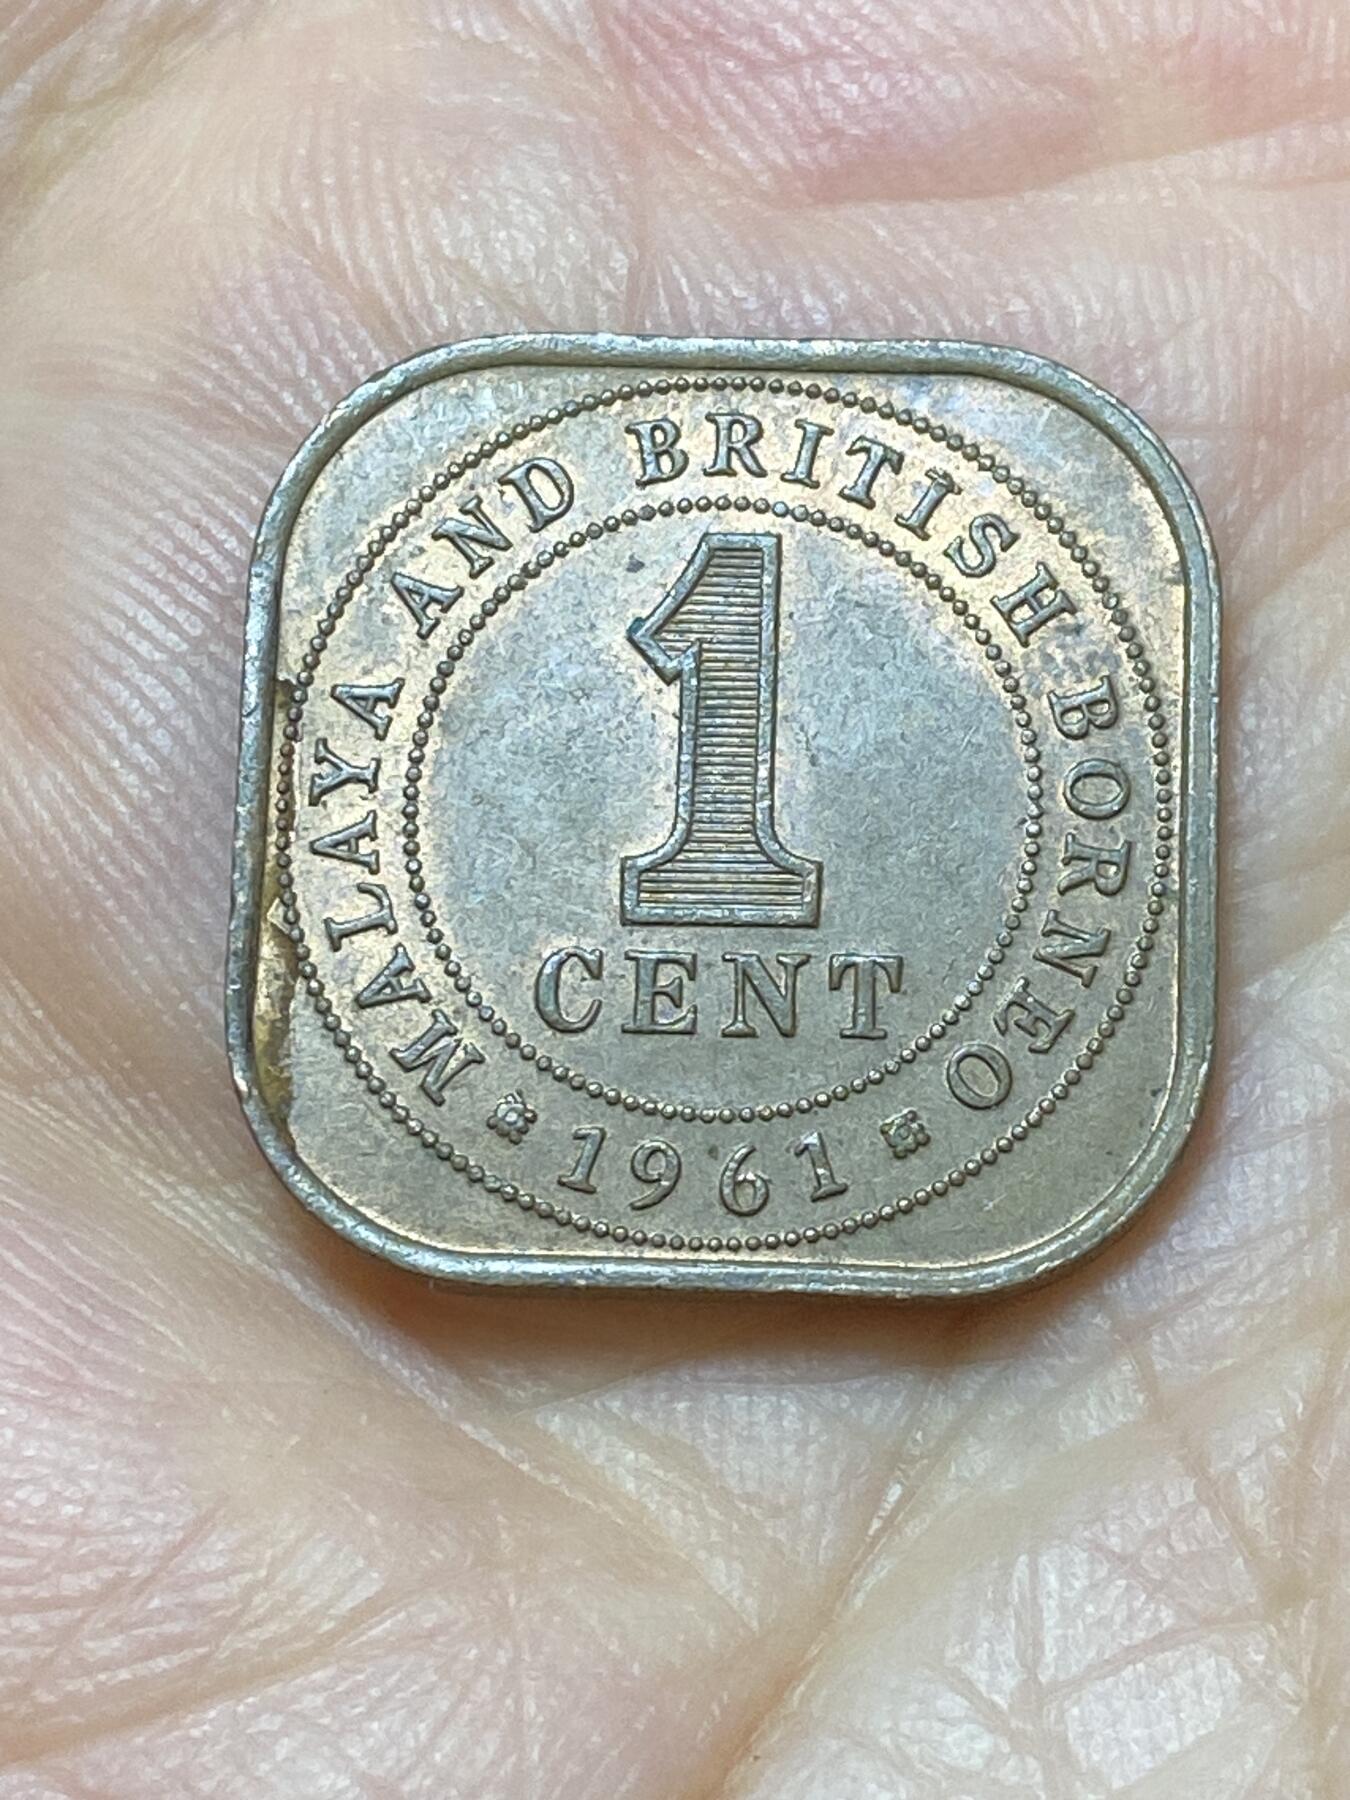 MALAYA AND BRITISH BORNEO
1
CENT
1961